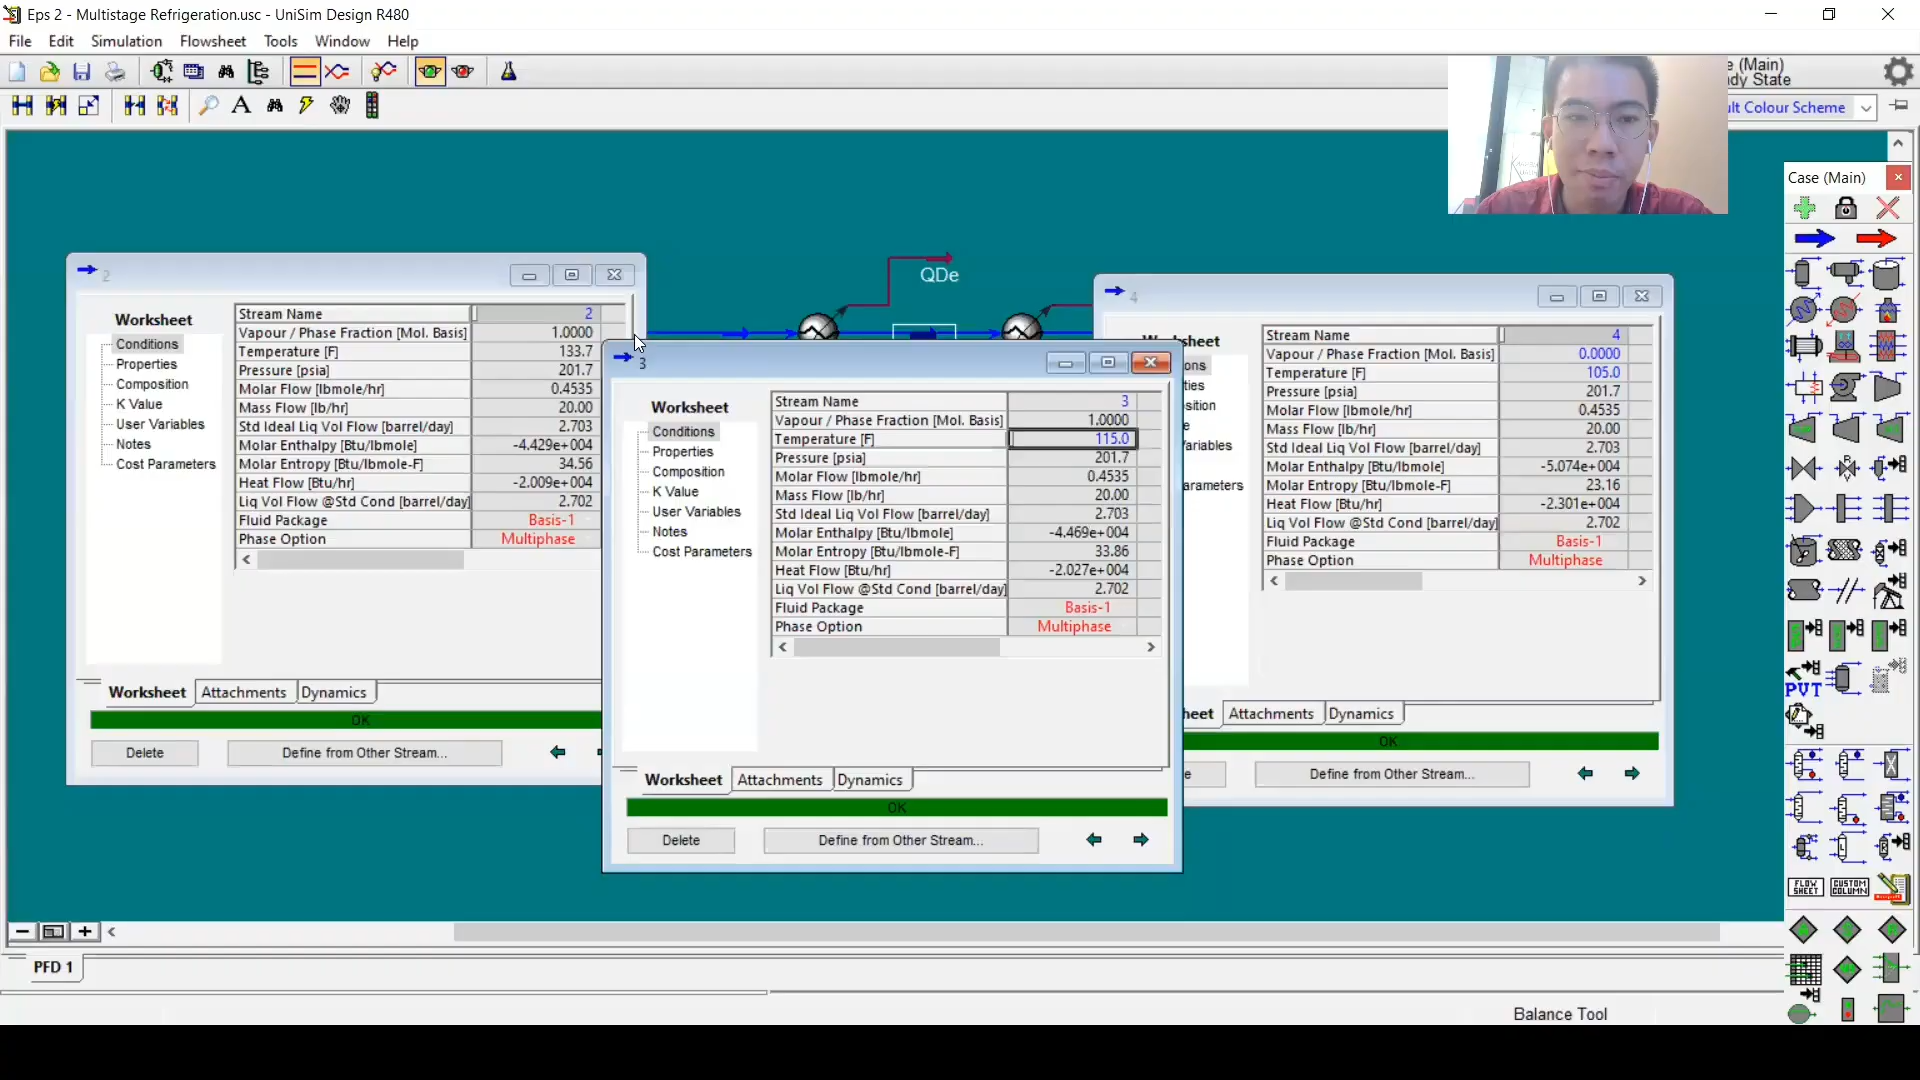 Eps 2 - Multistage Refrigeration.usc - UniSim Design R480
File Edit Simulation Flowsheet Tools Window Help
(Main)
dy State
ult Colour Scheme
Case (Main)
QDe
2
Worksheet
Conditions
Properties
Composition
K Value
User Variables
Notes
Cost Parameters
Stream Name 2
Vapour / Phase Fraction [Mol. Basis] 1.0000
Temperature [F] 133.7
Pressure [psia] 201.7
Molar Flow [lbmole/hr] 0.4535
Mass Flow [lb/hr] 20.00
Std Ideal Liq Vol Flow [barrel/day] 2.703
Molar Enthalpy [Btu/lbmole] -4.429e+004
Molar Entropy [Btu/lbmole-F] 34.56
Heat Flow [Btu/hr] -2.009e+004
Liq Vol Flow @Std Cond [barrel/day] 2.702
Fluid Package Basis-1
Phase Option Multiphase
Worksheet Attachments Dynamics
OK
Delete Define from Other Stream...
3
Worksheet
Conditions
Properties
Composition
K Value
User Variables
Notes
Cost Parameters
Stream Name 3
Vapour / Phase Fraction [Mol. Basis] 1.0000
Temperature [F] 115.0
Pressure [psia] 201.7
Molar Flow [lbmole/hr] 0.4535
Mass Flow [lb/hr] 20.00
Std Ideal Liq Vol Flow [barrel/day] 2.703
Molar Enthalpy [Btu/lbmole] -4.469e+004
Molar Entropy [Btu/lbmole-F] 33.86
Heat Flow [Btu/hr] -2.027e+004
Liq Vol Flow @Std Cond [barrel/day] 2.702
Fluid Package Basis-1
Phase Option Multiphase
Worksheet Attachments Dynamics
OK
Delete Define from Other Stream...
4
rksheet
ons
ties
sition
e
ariables
arameters
Stream Name 4
Vapour / Phase Fraction [Mol. Basis] 0.0000
Temperature [F] 105.0
Pressure [psia] 201.7
Molar Flow [lbmole/hr] 0.4535
Mass Flow [lb/hr] 20.00
Std Ideal Liq Vol Flow [barrel/day] 2.703
Molar Enthalpy [Btu/lbmole] -5.074e+004
Molar Entropy [Btu/lbmole-F] 23.16
Heat Flow [Btu/hr] -2.301e+004
Liq Vol Flow @Std Cond [barrel/day] 2.702
Fluid Package Basis-1
Phase Option Multiphase
heet Attachments Dynamics
OK
e Define from Other Stream...
PVT
FLOW SHEET
CUSTOM COLUMN
PFD 1
Balance Tool